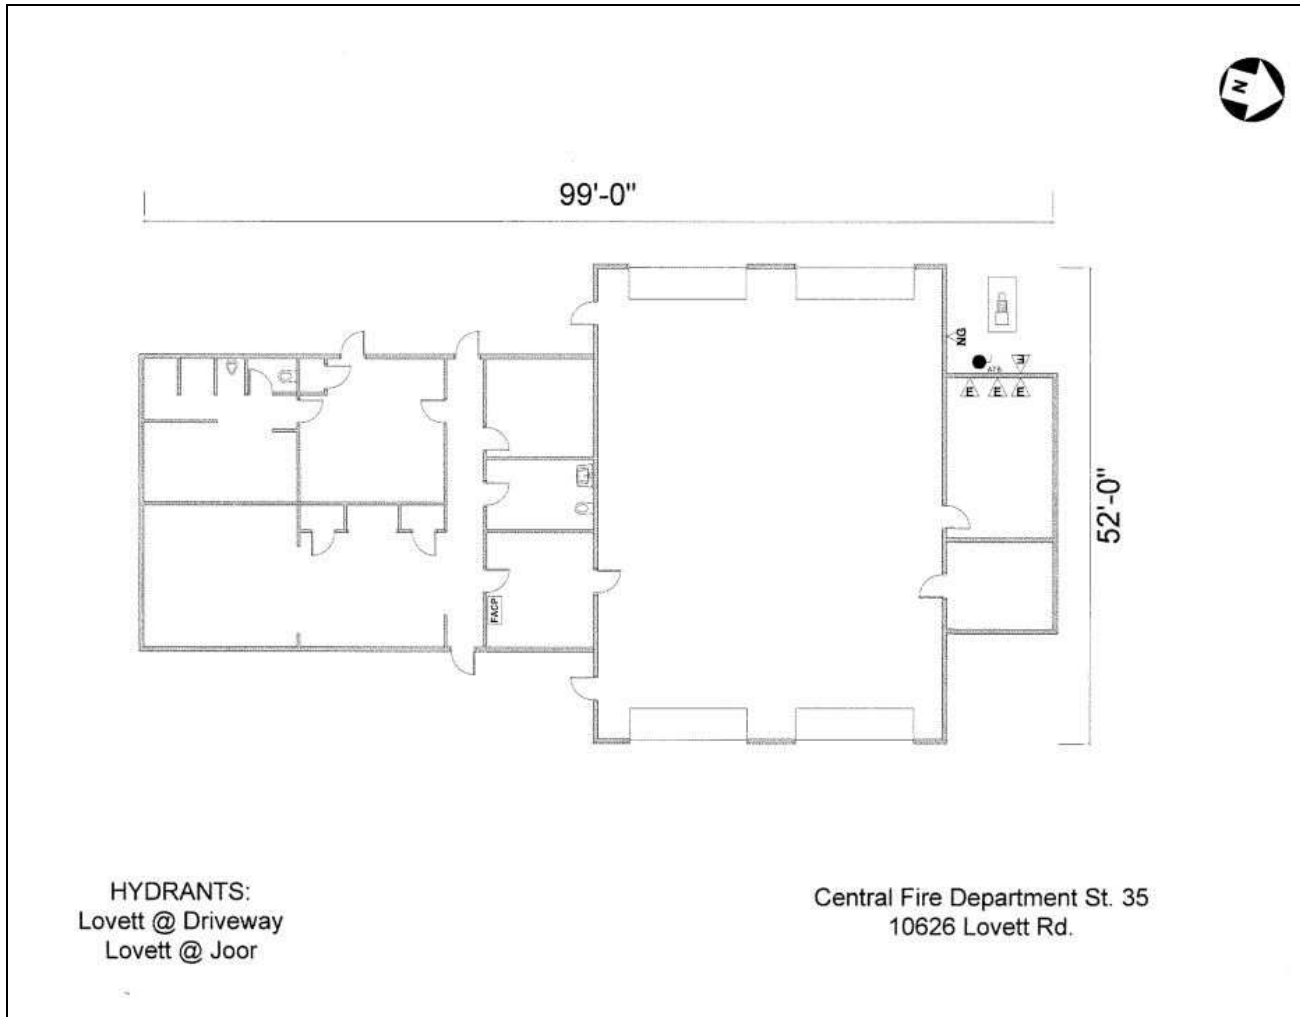 N
99'-0"
NG
ATS
E
E E E
52'-0"
FACP
HYDRANTS:
Lovett @ Driveway
Lovett @ Joor
Central Fire Department St. 35
10626 Lovett Rd.